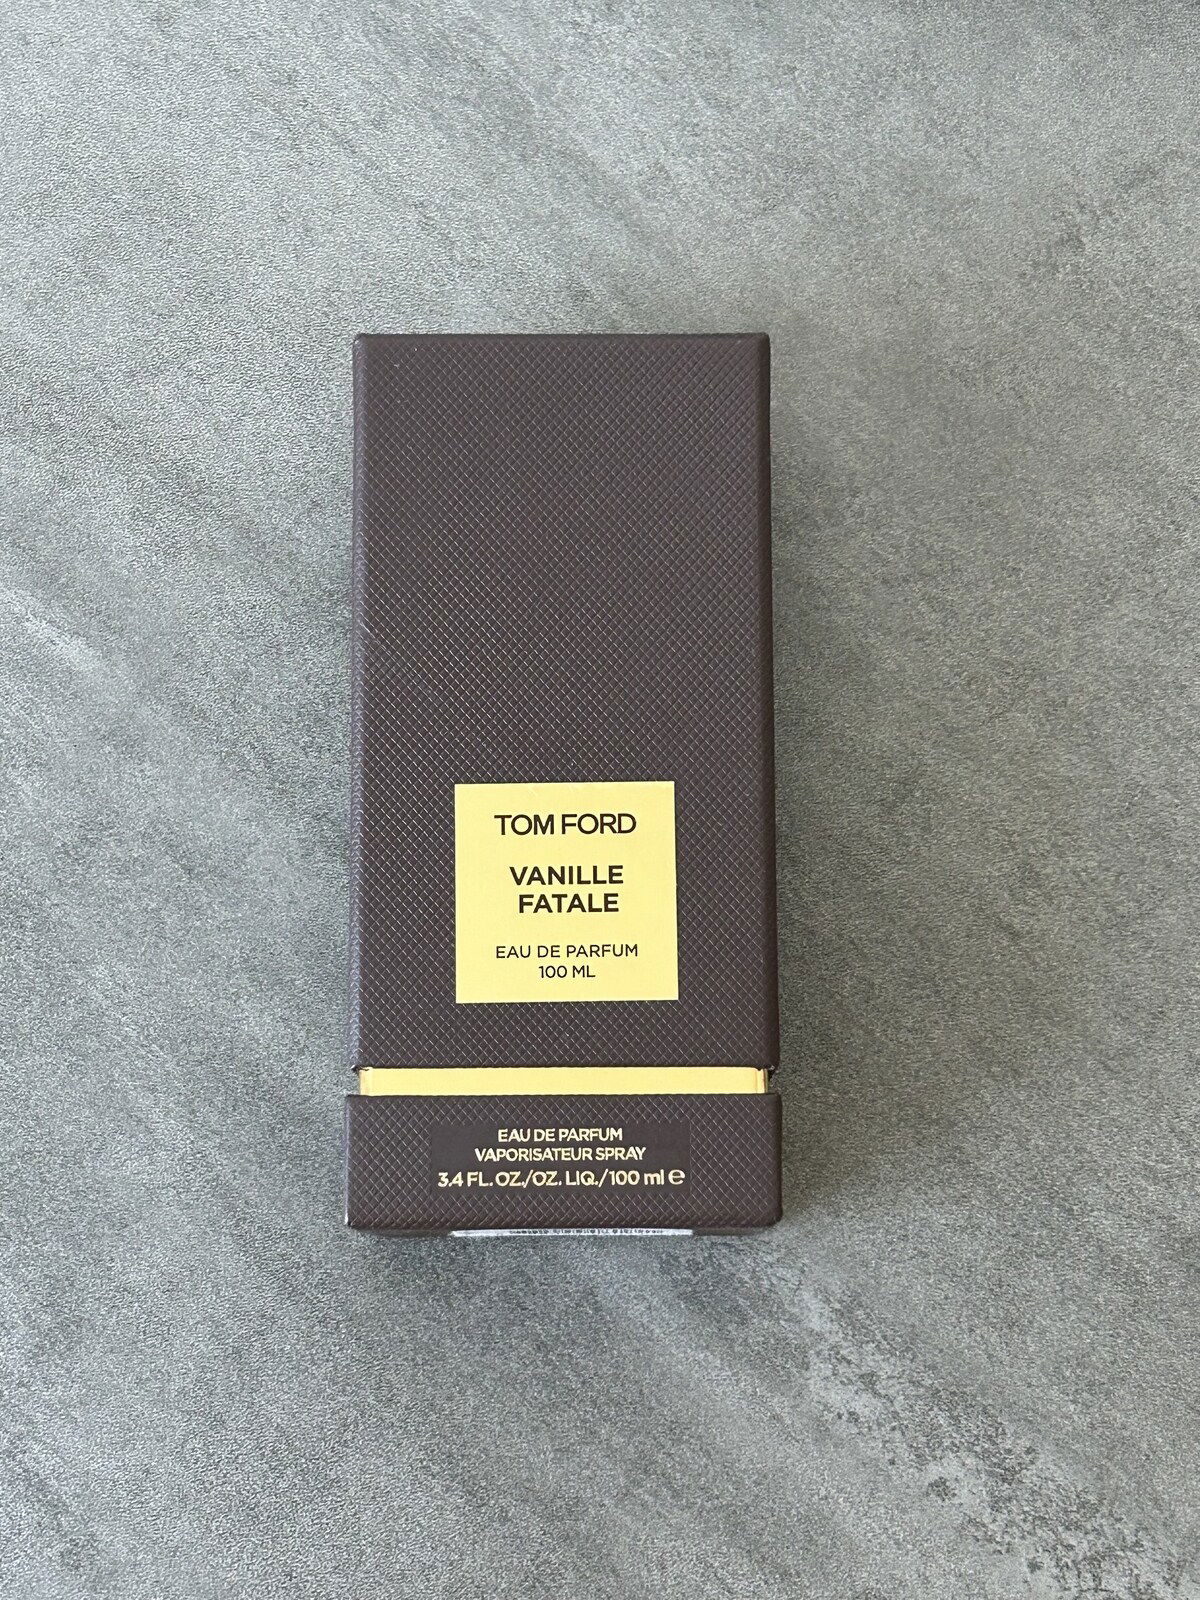 TOM FORD
VANILLE
FATALE
EAU DE PARFUM
100 ML
EAU DE PARFUM
VAPORISATEUR SPRAY
3.4 FL. OZ./OZ. LIQ./100 ml ℮